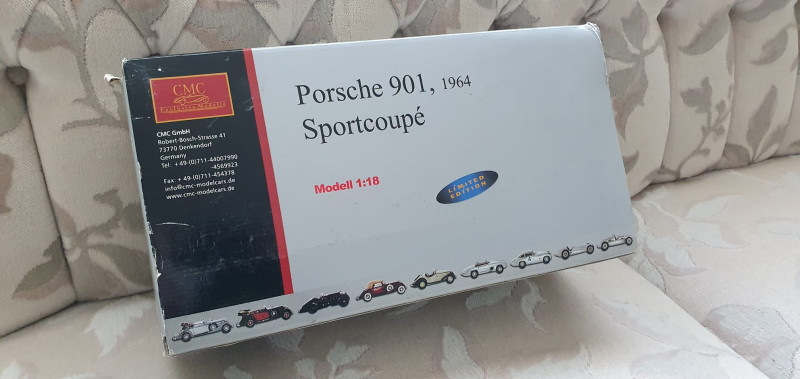 CMC
Exclusive Modelle
CMC GmbH
Robert-Bosch-Strasse 41
73770 Denkendorf
Germany
Tel. + 49-(0)711-44007990
-4569923
Fax: + 49-(0)711-454378
info@cmc-modelcars.de
www.cmc-modelcars.de
Porsche 901, 1964
Sportcoupé
Modell 1:18
LIMITED
EDITION